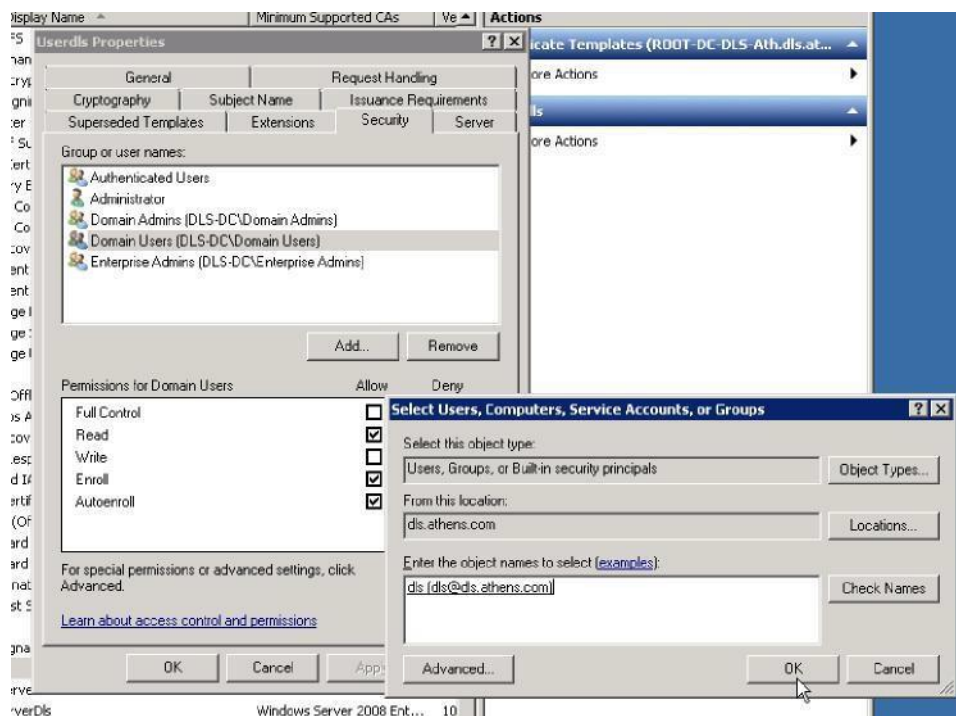 Display Name Minimum Supported CAs Ve Actions
Userdls Properties
icate Templates (ROOT-DC-DLS-Ath.dls.at...
General Request Handling
ore Actions
Cryptography Subject Name Issuance Requirements
ls
Superseded Templates Extensions Security Server
ore Actions
Group or user names:
Authenticated Users
Administrator
Domain Admins (DLS-DC\Domain Admins)
Domain Users (DLS-DC\Domain Users)
Enterprise Admins (DLS-DC\Enterprise Admins)
Add... Remove
Permissions for Domain Users Allow Deny
Full Control
Read
Write
Enroll
Autoenroll
For special permissions or advanced settings, click
Advanced.
Learn about access control and permissions
OK Cancel App
Select Users, Computers, Service Accounts, or Groups
Select this object type:
Users, Groups, or Built-in security principals Object Types...
From this location:
dls.athens.com Locations...
Enter the object names to select (examples):
dls (dls@dls.athens.com) Check Names
Advanced... OK Cancel
verDls Windows Server 2008 Ent... 10